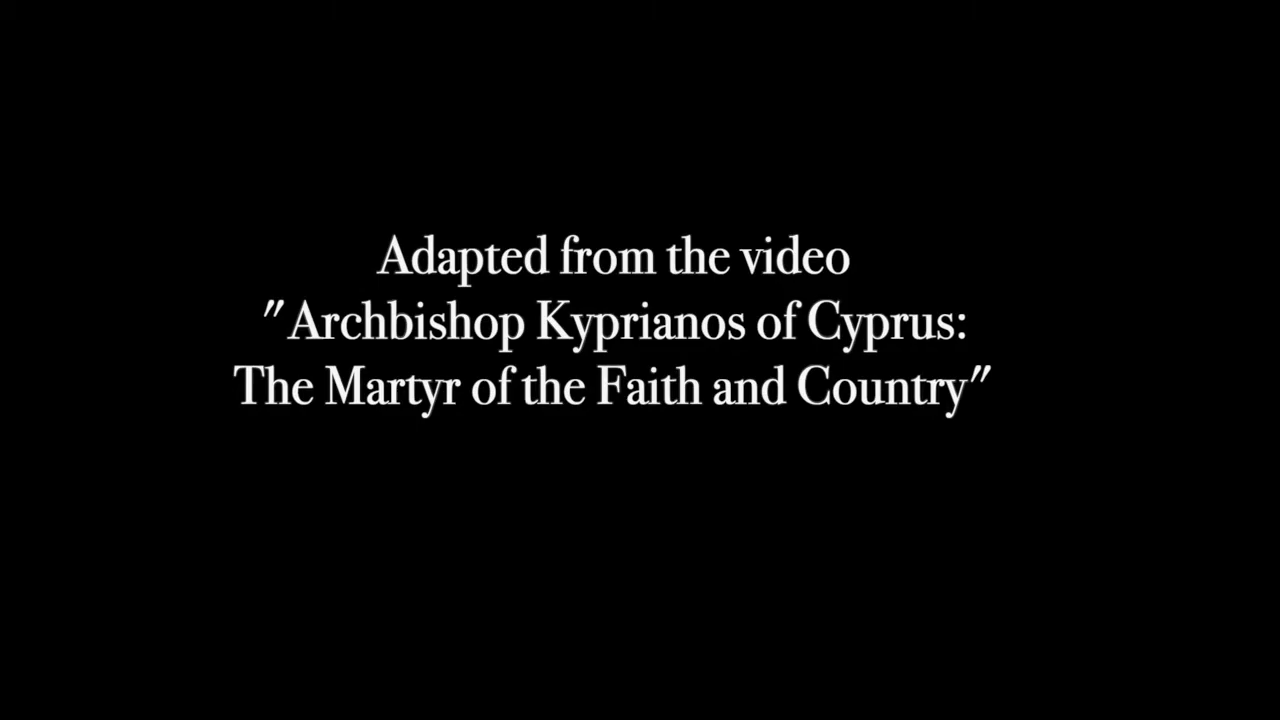 Adapted from the video
"Archbishop Kyprianos of Cyprus:
The Martyr of the Faith and Country"